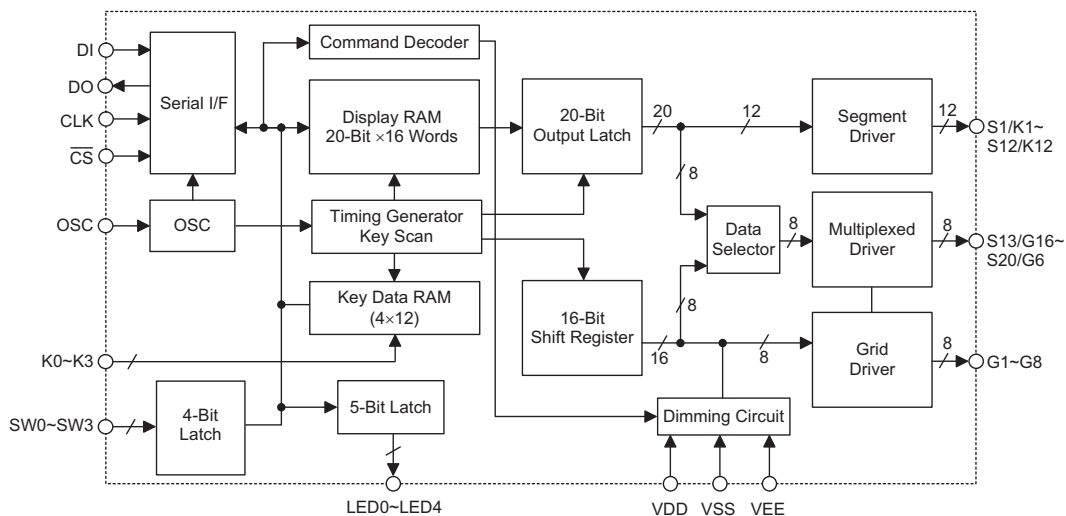 DI
DO
CLK
CS
OSC
K0~K3
SW0~SW3
Serial I/F
OSC
4-Bit
Latch
Command Decoder
Display RAM
20-Bit ×16 Words
Timing Generator
Key Scan
Key Data RAM
(4×12)
5-Bit Latch
LED0~LED4
20-Bit
Output Latch
16-Bit
Shift Register
20
12
8
Data
Selector
8
8
16
8
Dimming Circuit
VDD
VSS
VEE
Segment
Driver
12
S1/K1~
S12/K12
Multiplexed
Driver
8
S13/G16~
S20/G6
Grid
Driver
8
G1~G8